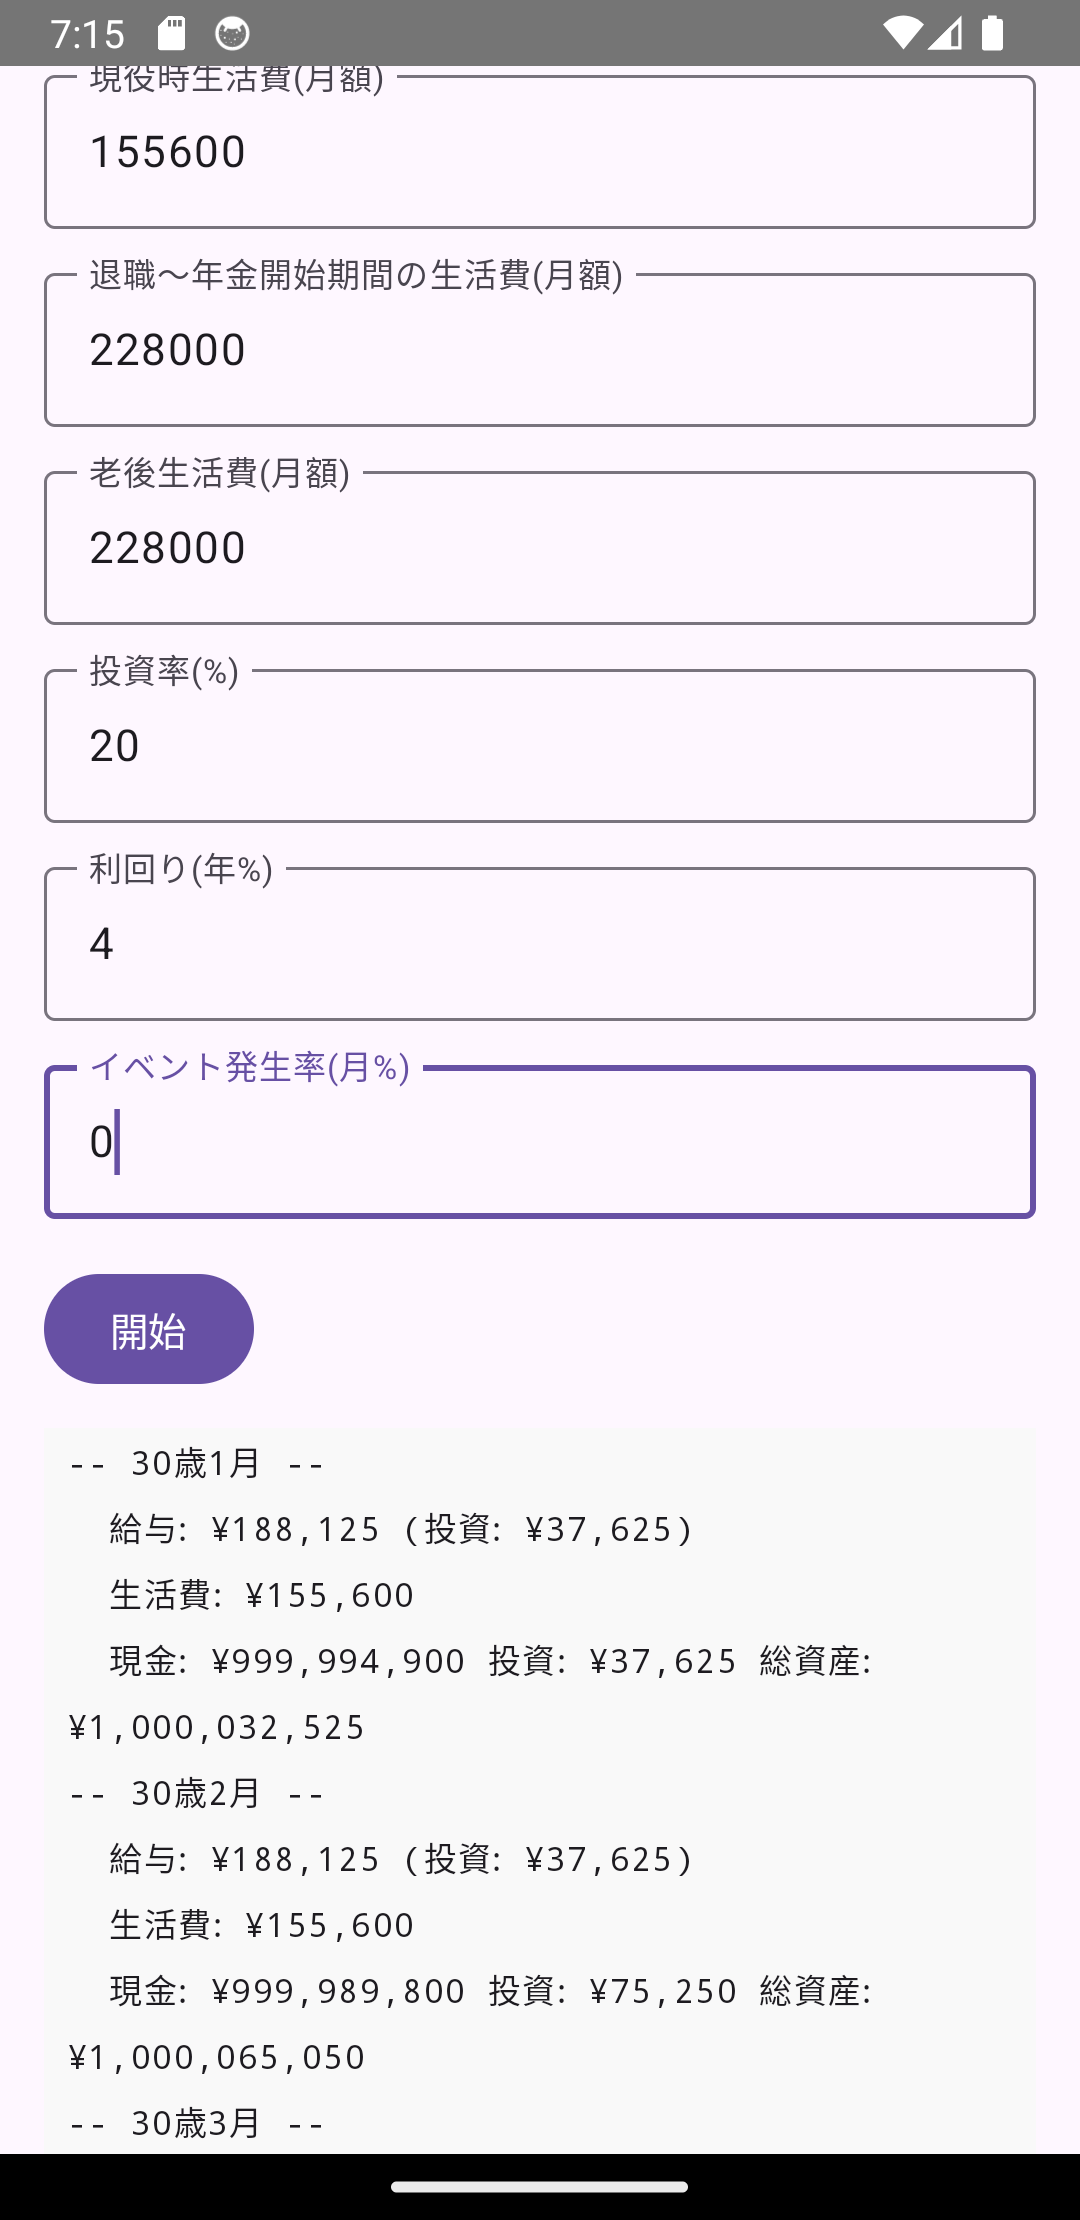 7:15
現役時生活費(月額)
155600
退職～年金開始期間の生活費(月額)
228000
老後生活費(月額)
228000
投資率(%)
20
利回り(年%)
4
イベント発生率(月%)
0
開始
-- 30歳1月 --
給与: ¥188,125 (投資: ¥37,625)
生活費: ¥155,600
現金: ¥999,994,900 投資: ¥37,625 総資産:
¥1,000,032,525
-- 30歳2月 --
給与: ¥188,125 (投資: ¥37,625)
生活費: ¥155,600
現金: ¥999,989,800 投資: ¥75,250 総資産:
¥1,000,065,050
-- 30歳3月 --